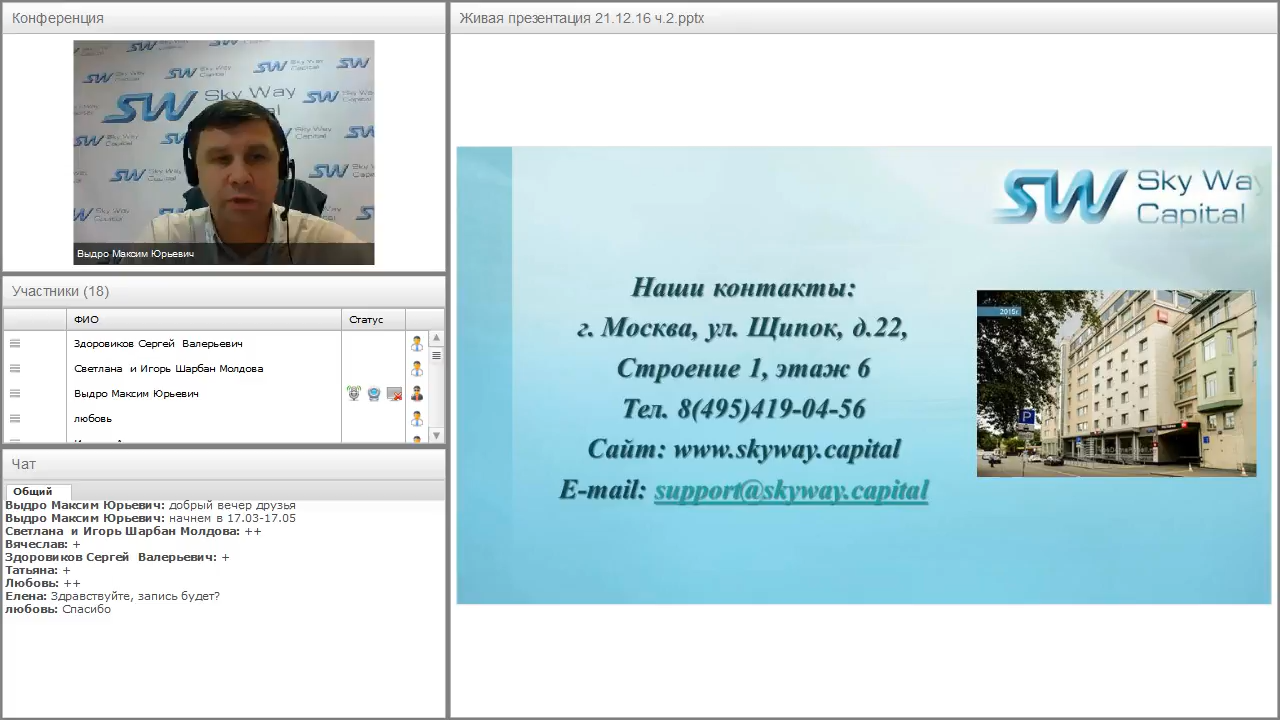 Конференция
SW Sky Way Capital
Выдро Максим Юрьевич
Участники (18)
ФИО
Статус
Здоровиков Сергей Валерьевич
Светлана и Игорь Шарбан Молдова
Выдро Максим Юрьевич
любовь
Чат
Общий
Выдро Максим Юрьевич: добрый вечер друзья
Выдро Максим Юрьевич: начнем в 17.03-17.05
Светлана и Игорь Шарбан Молдова: ++
Вячеслав: +
Здоровиков Сергей Валерьевич: +
Татьяна: +
Любовь: ++
Елена: Здравствуйте, запись будет?
любовь: Спасибо
Живая презентация 21.12.16 ч.2.pptx
SW Sky Way
Capital
Наши контакты:
г. Москва, ул. Щипок, д.22,
Строение 1, этаж 6
Тел. 8(495)419-04-56
Сайт: www.skyway.capital
E-mail: support@skyway.capital
2015г
P